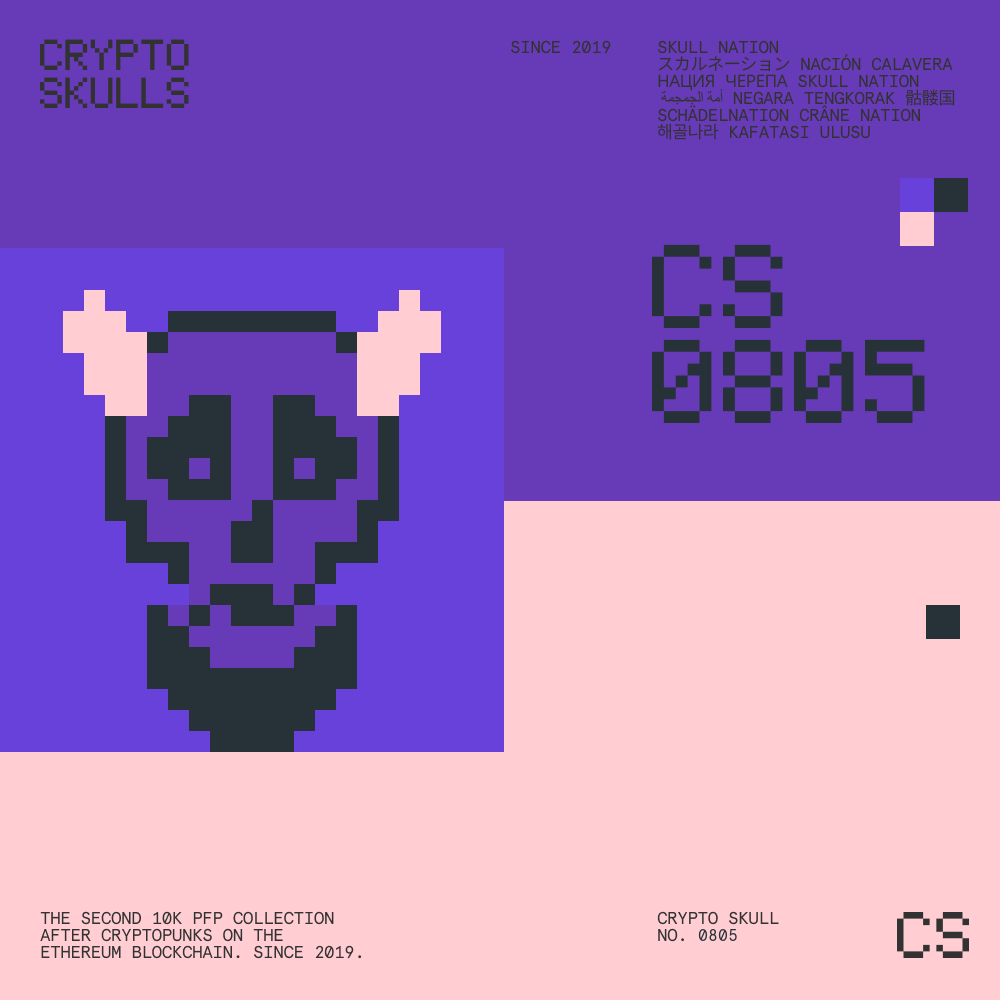 CRYPTO
SKULLS
SINCE 2019
SKULL NATION
スカルネーション NACIÓN CALAVERA
НАЦИЯ ЧЕРЕПА SKULL NATION
أمة الجمجمة NEGARA TENGKORAK 骷髅国
SCHÄDELNATION CRÂNE NATION
해골나라 KAFATASI ULUSU
CS
0805
THE SECOND 10K PFP COLLECTION
AFTER CRYPTOPUNKS ON THE
ETHEREUM BLOCKCHAIN. SINCE 2019.
CRYPTO SKULL
NO. 0805
CS